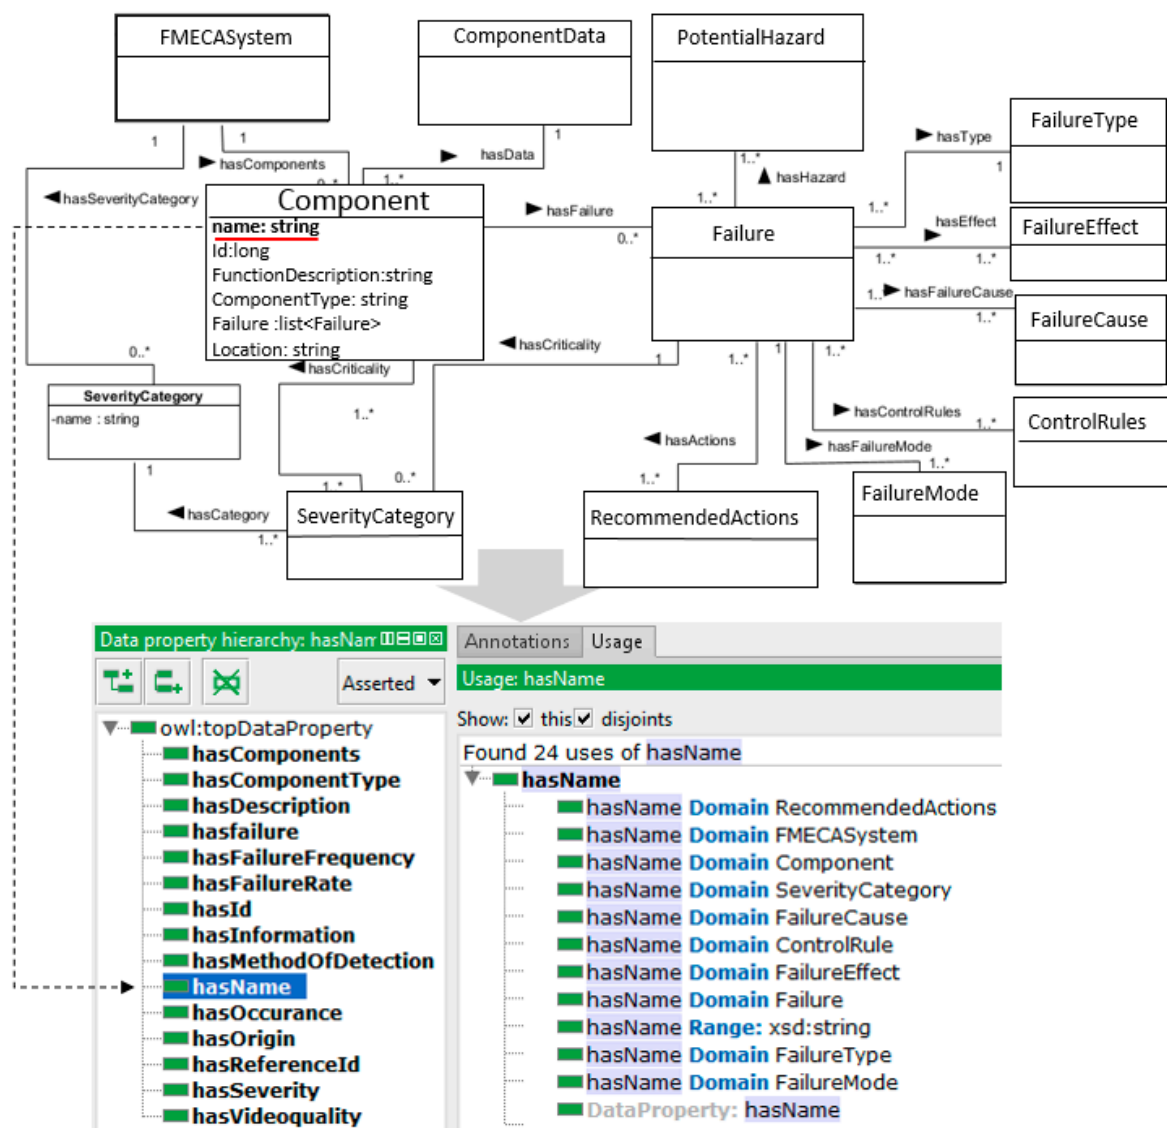 FMECASystem
ComponentData
PotentialHazard
FailureType
1
1
hasComponents
0..*
1..*
hasData
1
1..*
hasHazard
1..*
hasType
1
1..*
hasSeverityCategory
Component
name: string
Id:long
FunctionDescription:string
ComponentType: string
Failure :list<Failure>
Location: string
hasFailure
0..*
Failure
hasEffect
1..*
1..*
FailureEffect
1..
hasFailureCause
1..*
FailureCause
0..*
hasCriticality
1..*
hasCriticality
1
1..*
1
1..*
SeverityCategory
-name : string
hasControlRules
1..*
ControlRules
hasActions
hasFailureMode
1..*
1
1..*
0..*
1..*
hasCategory
1..*
SeverityCategory
RecommendedActions
FailureMode
Data property hierarchy: hasNam
Annotations
Usage
Asserted
Usage: hasName
Show: this disjoints
Found 24 uses of hasName
owl:topDataProperty
hasComponents
hasComponentType
hasDescription
hasfailure
hasFailureFrequency
hasFailureRate
hasId
hasInformation
hasMethodOfDetection
hasName
hasOccurance
hasOrigin
hasReferenceId
hasSeverity
hasVideoquality
hasName
hasName Domain RecommendedActions
hasName Domain FMECASystem
hasName Domain Component
hasName Domain SeverityCategory
hasName Domain FailureCause
hasName Domain ControlRule
hasName Domain FailureEffect
hasName Domain Failure
hasName Range: xsd:string
hasName Domain FailureType
hasName Domain FailureMode
DataProperty: hasName